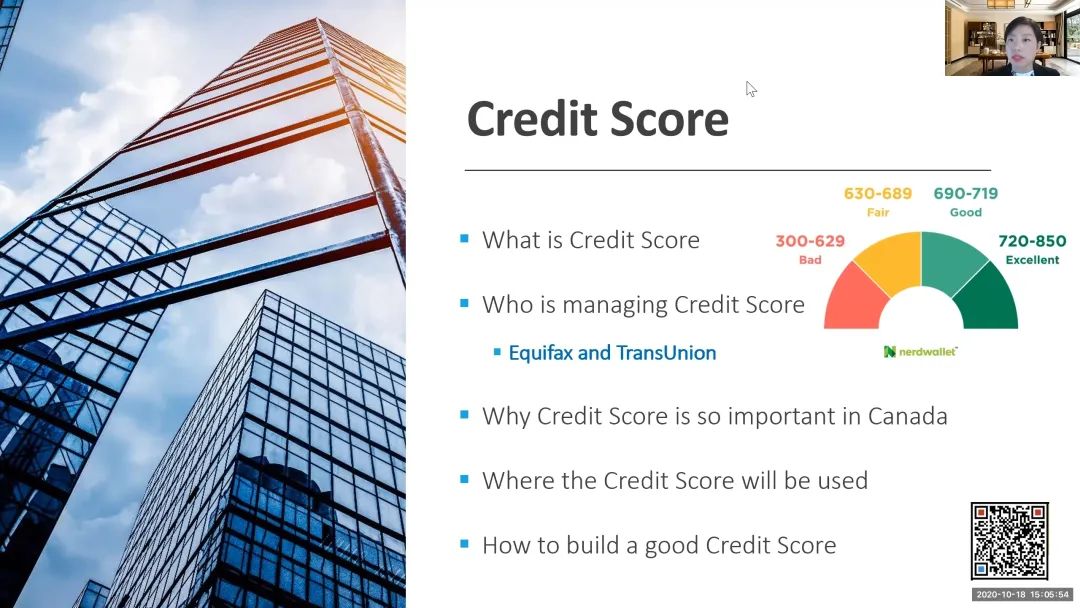 Credit Score
630-689 690-719
Fair Good
300-629 720-850
Bad Excellent
What is Credit Score
Who is managing Credit Score
Equifax and TransUnion
nerdwallet™
Why Credit Score is so important in Canada
Where the Credit Score will be used
How to build a good Credit Score
2020-10-18 15:05:54